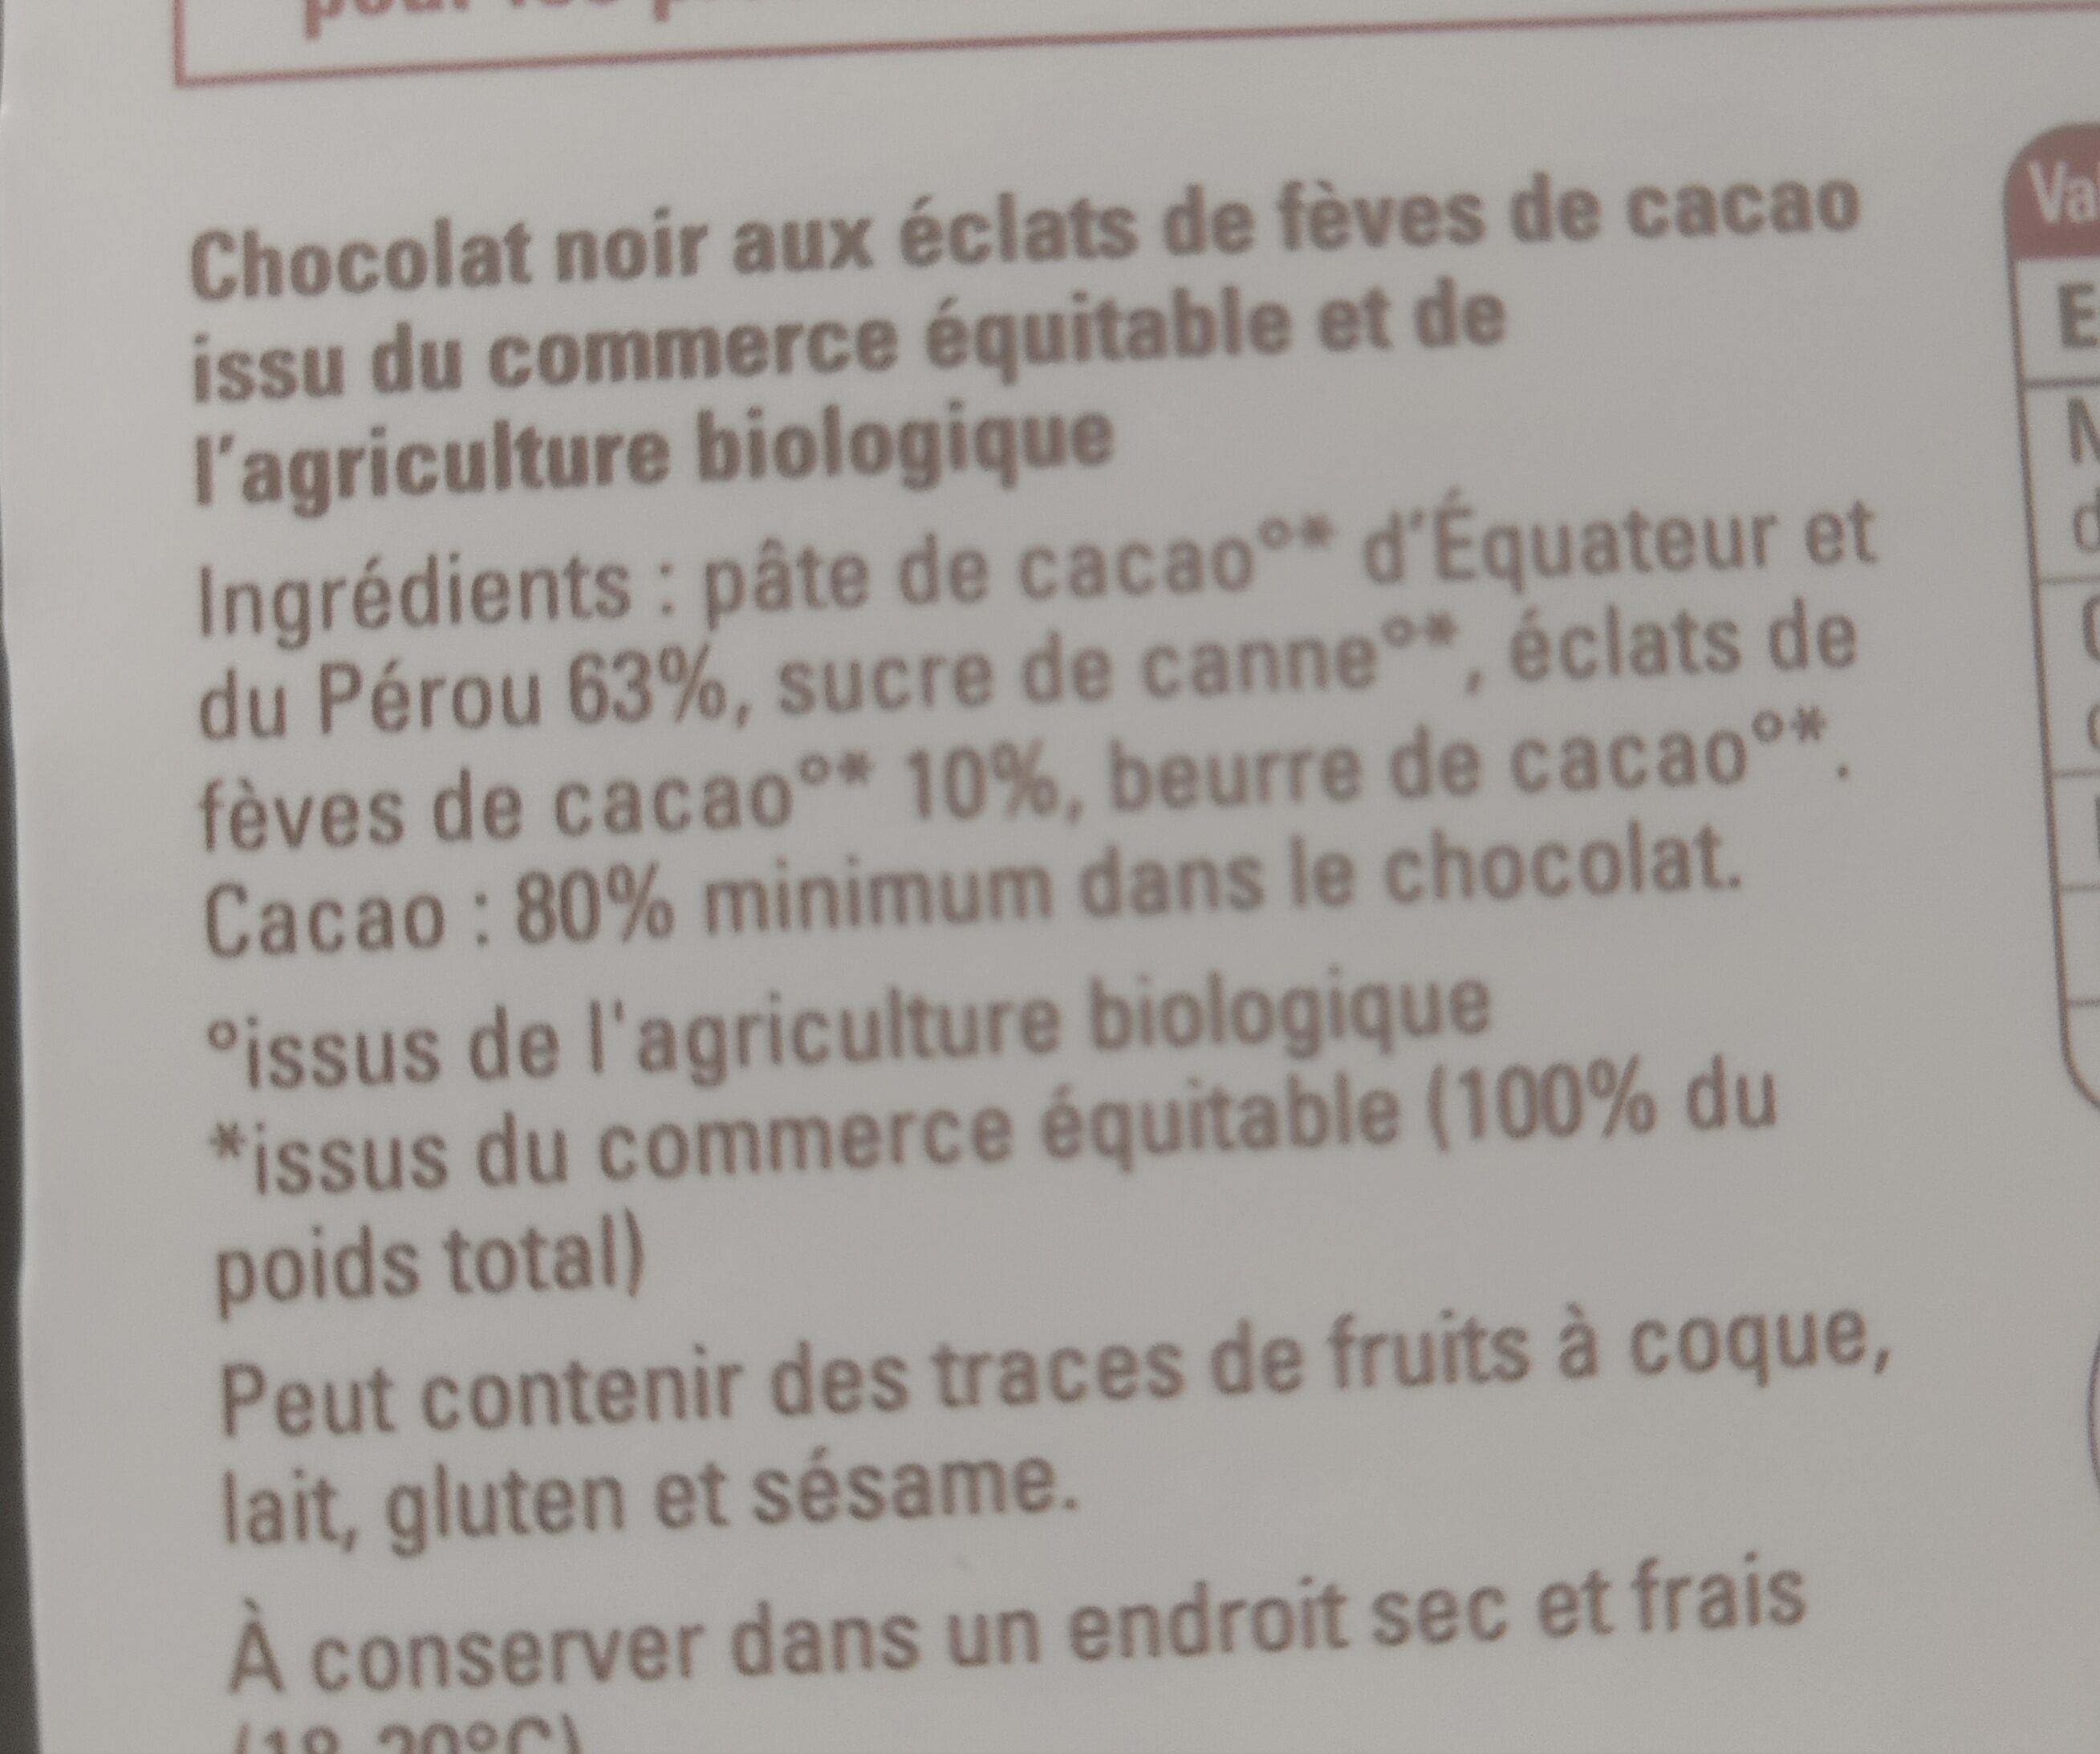 Chocolat noir aux éclats de fèves de cacao
issu du commerce équitable et de
l'agriculture biologique
Ingrédients : pâte de cacao°* d'Équateur et
du Pérou 63%, sucre de canne°*, éclats de
fèves de cacao°* 10%, beurre de cacao°*.
Cacao : 80% minimum dans le chocolat.
°issus de l'agriculture biologique
*issus du commerce équitable (100% du
poids total)
Peut contenir des traces de fruits à coque,
lait, gluten et sésame.
À conserver dans un endroit sec et frais